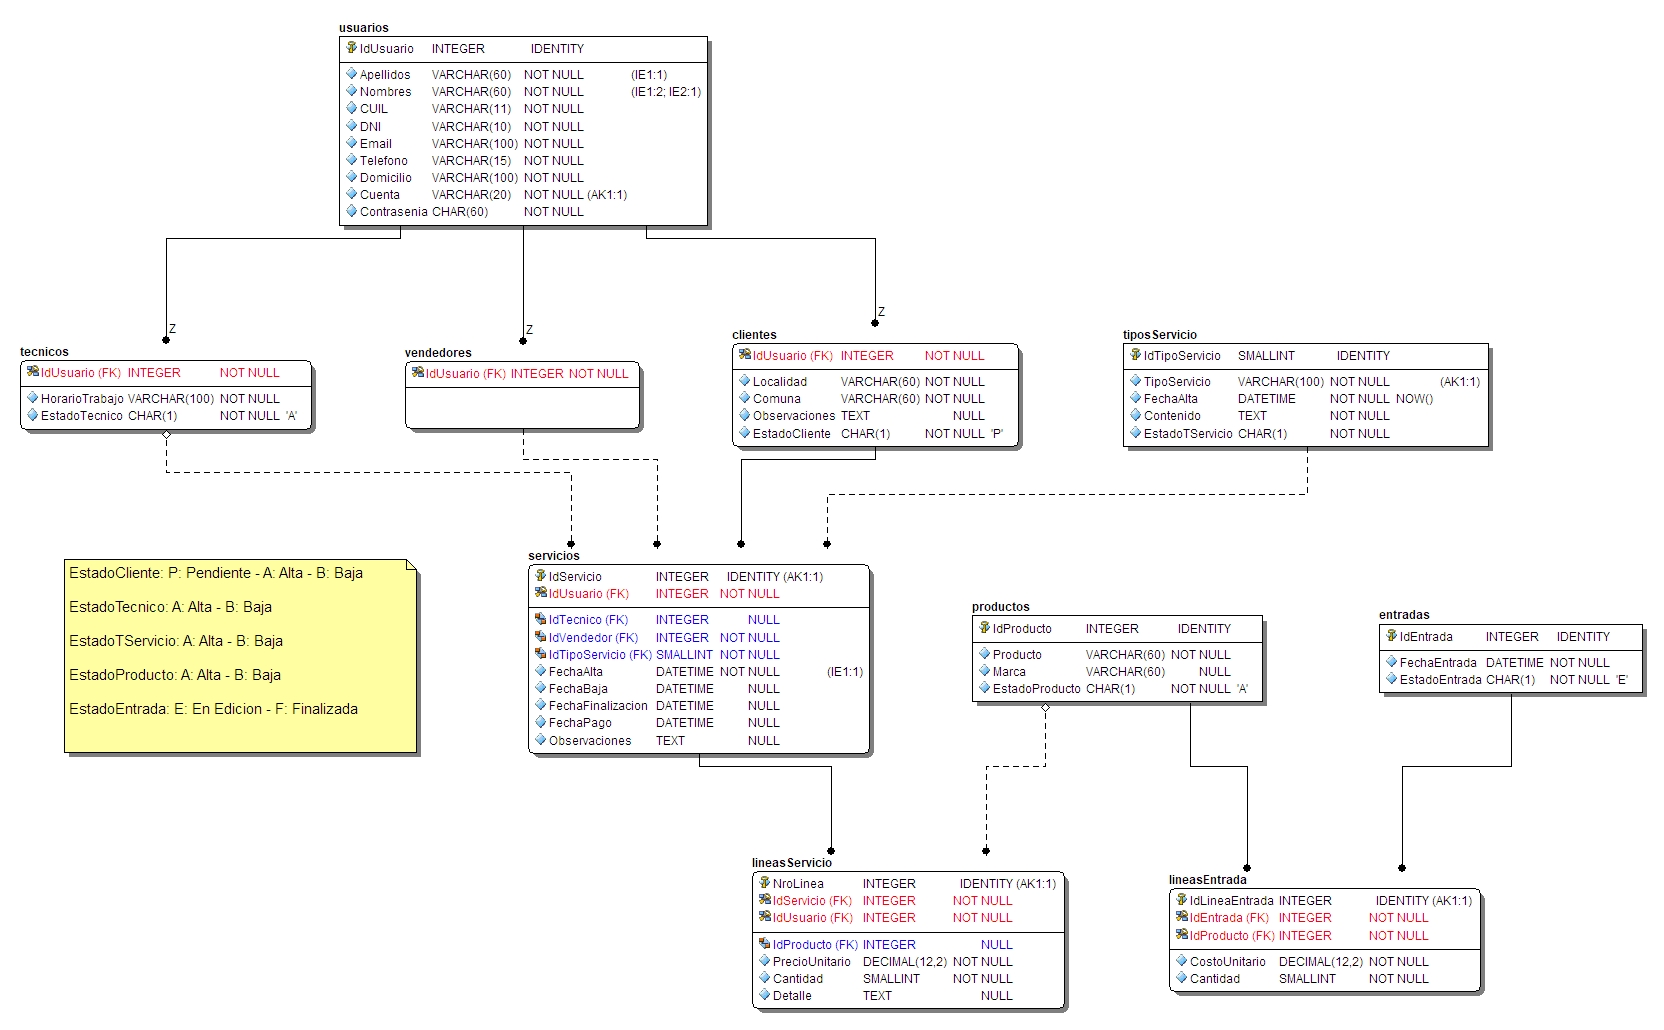 usuarios
IdUsuario INTEGER IDENTITY
Apellidos VARCHAR(60) NOT NULL (IE1:1)
Nombres VARCHAR(60) NOT NULL (IE1:2; IE2:1)
CUIL VARCHAR(11) NOT NULL
DNI VARCHAR(10) NOT NULL
Email VARCHAR(100) NOT NULL
Telefono VARCHAR(15) NOT NULL
Domicilio VARCHAR(100) NOT NULL
Cuenta VARCHAR(20) NOT NULL (AK1:1)
Contrasenia CHAR(60) NOT NULL
Z
Z
Z
tecnicos
IdUsuario (FK) INTEGER NOT NULL
HorarioTrabajo VARCHAR(100) NOT NULL
EstadoTecnico CHAR(1) NOT NULL 'A'
vendedores
IdUsuario (FK) INTEGER NOT NULL
clientes
IdUsuario (FK) INTEGER NOT NULL
Localidad VARCHAR(60) NOT NULL
Comuna VARCHAR(60) NOT NULL
Observaciones TEXT NULL
EstadoCliente CHAR(1) NOT NULL 'P'
tiposServicio
IdTipoServicio SMALLINT IDENTITY
TipoServicio VARCHAR(100) NOT NULL (AK1:1)
FechaAlta DATETIME NOT NULL NOW()
Contenido TEXT NOT NULL
EstadoTServicio CHAR(1) NOT NULL
EstadoCliente: P: Pendiente - A: Alta - B: Baja
EstadoTecnico: A: Alta - B: Baja
EstadoTServicio: A: Alta - B: Baja
EstadoProducto: A: Alta - B: Baja
EstadoEntrada: E: En Edicion - F: Finalizada
servicios
IdServicio INTEGER IDENTITY (AK1:1)
IdUsuario (FK) INTEGER NOT NULL
IdTecnico (FK) INTEGER NULL
IdVendedor (FK) INTEGER NOT NULL
IdTipoServicio (FK) SMALLINT NOT NULL
FechaAlta DATETIME NOT NULL (IE1:1)
FechaBaja DATETIME NULL
FechaFinalizacion DATETIME NULL
FechaPago DATETIME NULL
Observaciones TEXT NULL
productos
IdProducto INTEGER IDENTITY
Producto VARCHAR(60) NOT NULL
Marca VARCHAR(60) NULL
EstadoProducto CHAR(1) NOT NULL 'A'
entradas
IdEntrada INTEGER IDENTITY
FechaEntrada DATETIME NOT NULL
EstadoEntrada CHAR(1) NOT NULL 'E'
lineasServicio
NroLinea INTEGER IDENTITY (AK1:1)
IdServicio (FK) INTEGER NOT NULL
IdUsuario (FK) INTEGER NOT NULL
IdProducto (FK) INTEGER NULL
PrecioUnitario DECIMAL(12,2) NOT NULL
Cantidad SMALLINT NOT NULL
Detalle TEXT NULL
lineasEntrada
IdLineaEntrada INTEGER IDENTITY (AK1:1)
IdEntrada (FK) INTEGER NOT NULL
IdProducto (FK) INTEGER NOT NULL
CostoUnitario DECIMAL(12,2) NOT NULL
Cantidad SMALLINT NOT NULL